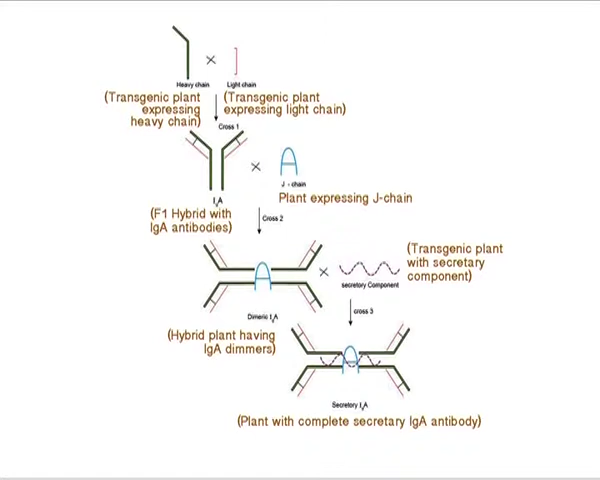 Heavy chain Light chain
(Transgenic plant
expressing
heavy chain)
(Transgenic plant
expressing light chain)
Cross 1
IgA
J - chain
Plant expressing J-chain
(F1 Hybrid with
IgA antibodies)
Cross 2
(Transgenic plant
with secretary
component)
secretory Component
cross 3
Dimeric IgA
(Hybrid plant having
IgA dimmers)
Secretory IgA
(Plant with complete secretary IgA antibody)